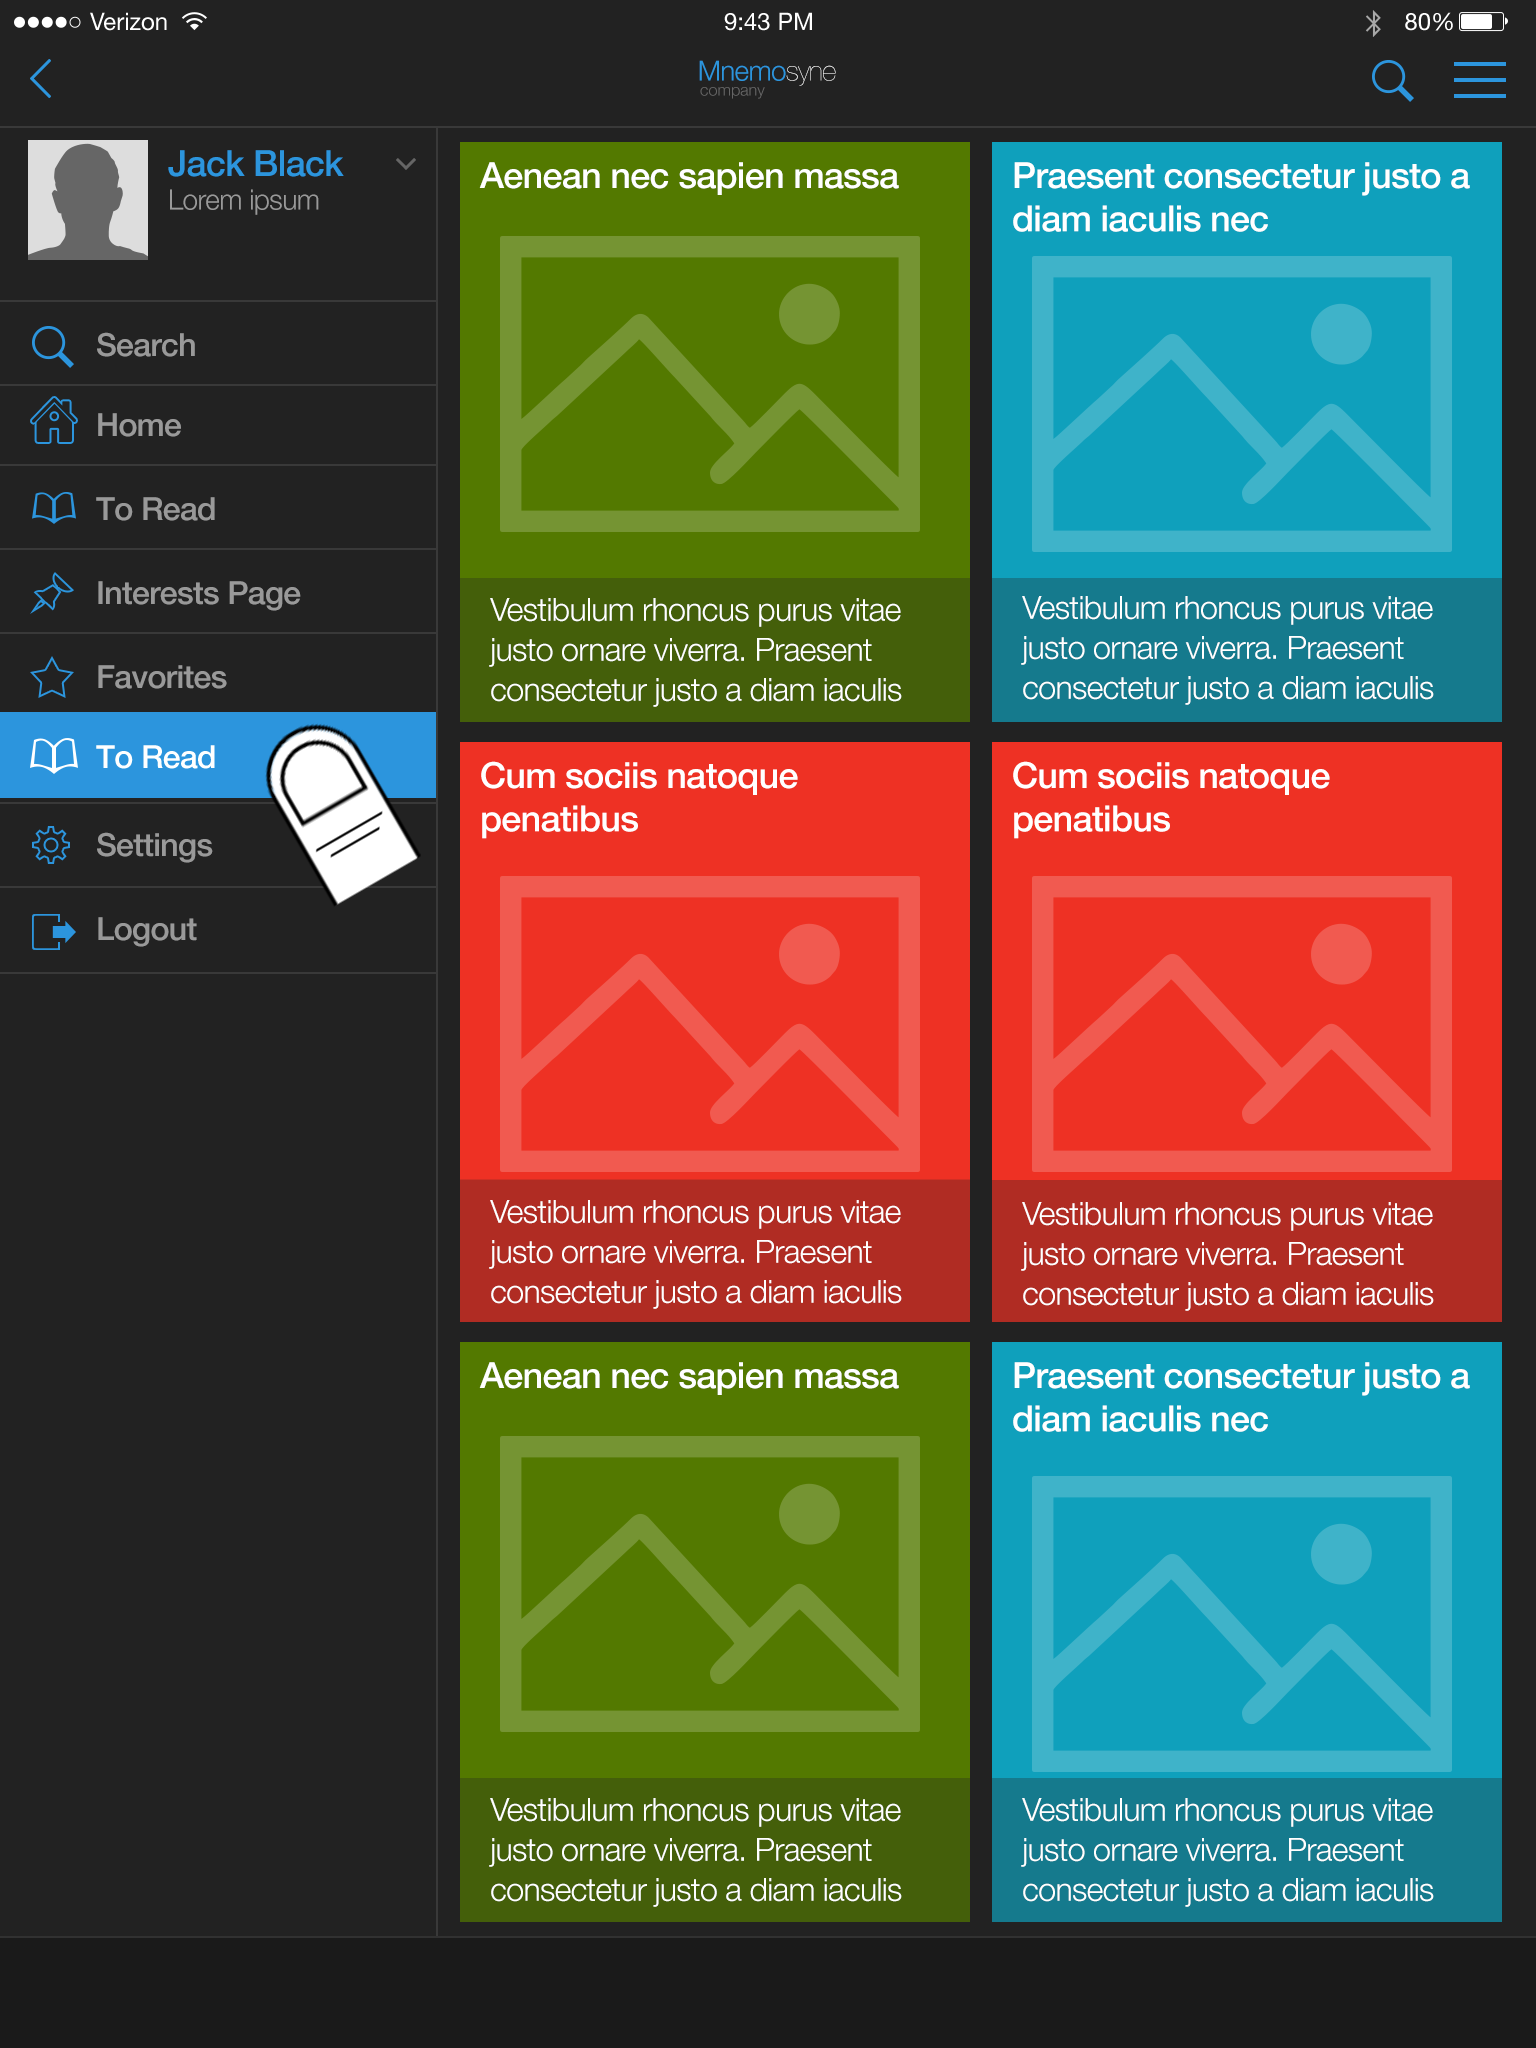 Verizon
9:43 PM
80%
Mnemosyne
company
Jack Black
Lorem ipsum
Search
Home
To Read
Interests Page
Favorites
To Read
Settings
Logout
Aenean nec sapien massa
Vestibulum rhoncus purus vitae
justo ornare viverra. Praesent
consectetur justo a diam iaculis
Praesent consectetur justo a
diam iaculis nec
Vestibulum rhoncus purus vitae
justo ornare viverra. Praesent
consectetur justo a diam iaculis
Cum sociis natoque
penatibus
Vestibulum rhoncus purus vitae
justo ornare viverra. Praesent
consectetur justo a diam iaculis
Cum sociis natoque
penatibus
Vestibulum rhoncus purus vitae
justo ornare viverra. Praesent
consectetur justo a diam iaculis
Aenean nec sapien massa
Vestibulum rhoncus purus vitae
justo ornare viverra. Praesent
consectetur justo a diam iaculis
Praesent consectetur justo a
diam iaculis nec
Vestibulum rhoncus purus vitae
justo ornare viverra. Praesent
consectetur justo a diam iaculis